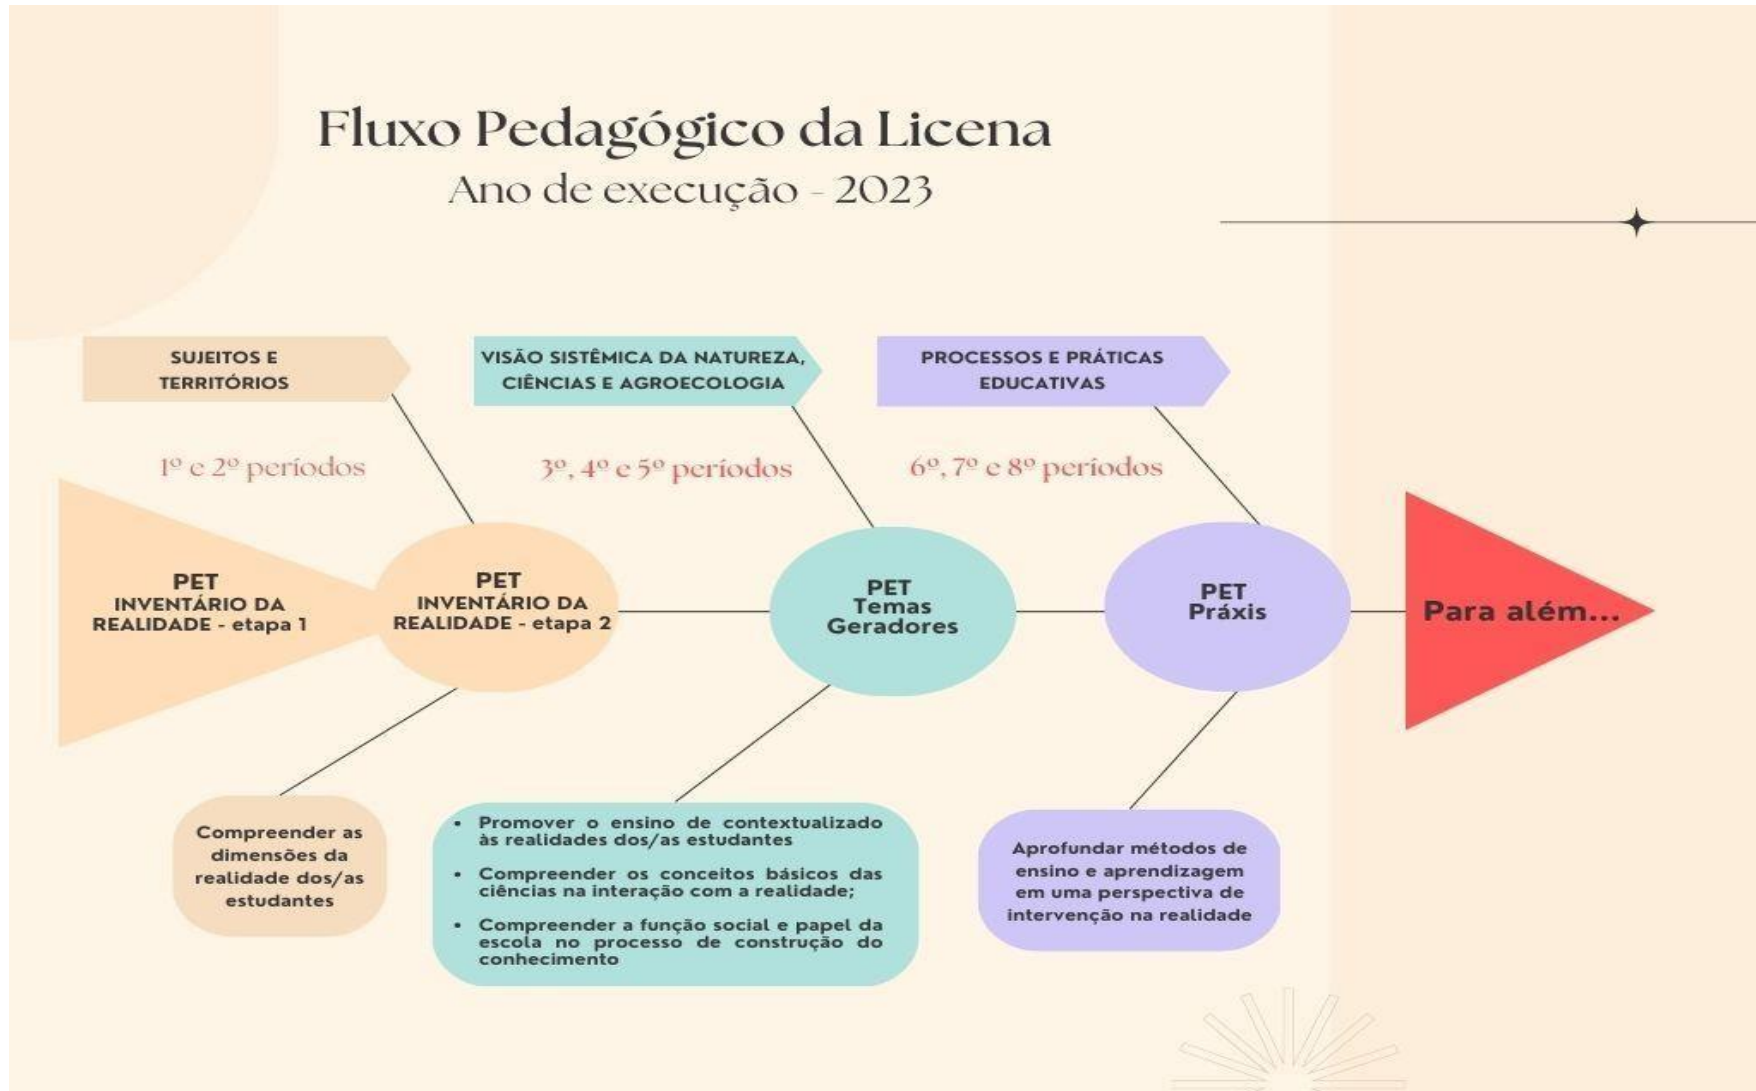 Fluxo Pedagógico da Licena
Ano de execução - 2023
SUJEITOS E
TERRITÓRIOS
VISÃO SISTÊMICA DA NATUREZA,
CIÊNCIAS E AGROECOLOGIA
PROCESSOS E PRÁTICAS
EDUCATIVAS
1º e 2º períodos
3º, 4º e 5º períodos
6º, 7º e 8º períodos
PET
INVENTÁRIO DA
REALIDADE - etapa 1
PET
INVENTÁRIO DA
REALIDADE - etapa 2
PET
Temas
Geradores
PET
Práxis
Para além...
Compreender as
dimensões da
realidade dos/as
estudantes
• Promover o ensino de contextualizado
às realidades dos/as estudantes
• Compreender os conceitos básicos das
ciências na interação com a realidade;
• Compreender a função social e papel da
escola no processo de construção do
conhecimento
Aprofundar métodos de
ensino e aprendizagem
em uma perspectiva de
intervenção na realidade